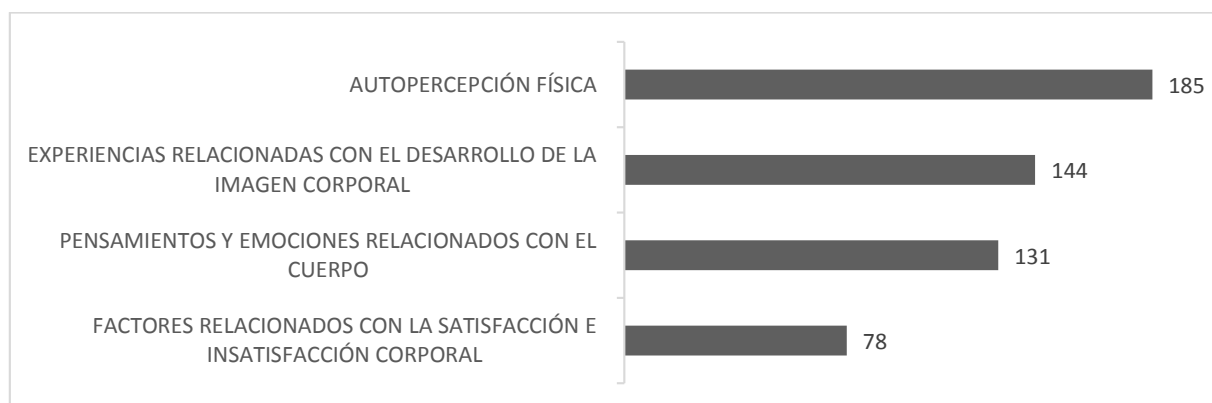 AUTOPERCEPCIÓN FÍSICA
185
EXPERIENCIAS RELACIONADAS CON EL DESARROLLO DE LA
IMAGEN CORPORAL
144
PENSAMIENTOS Y EMOCIONES RELACIONADOS CON EL
CUERPO
131
FACTORES RELACIONADOS CON LA SATISFACCIÓN E
INSATISFACCIÓN CORPORAL
78